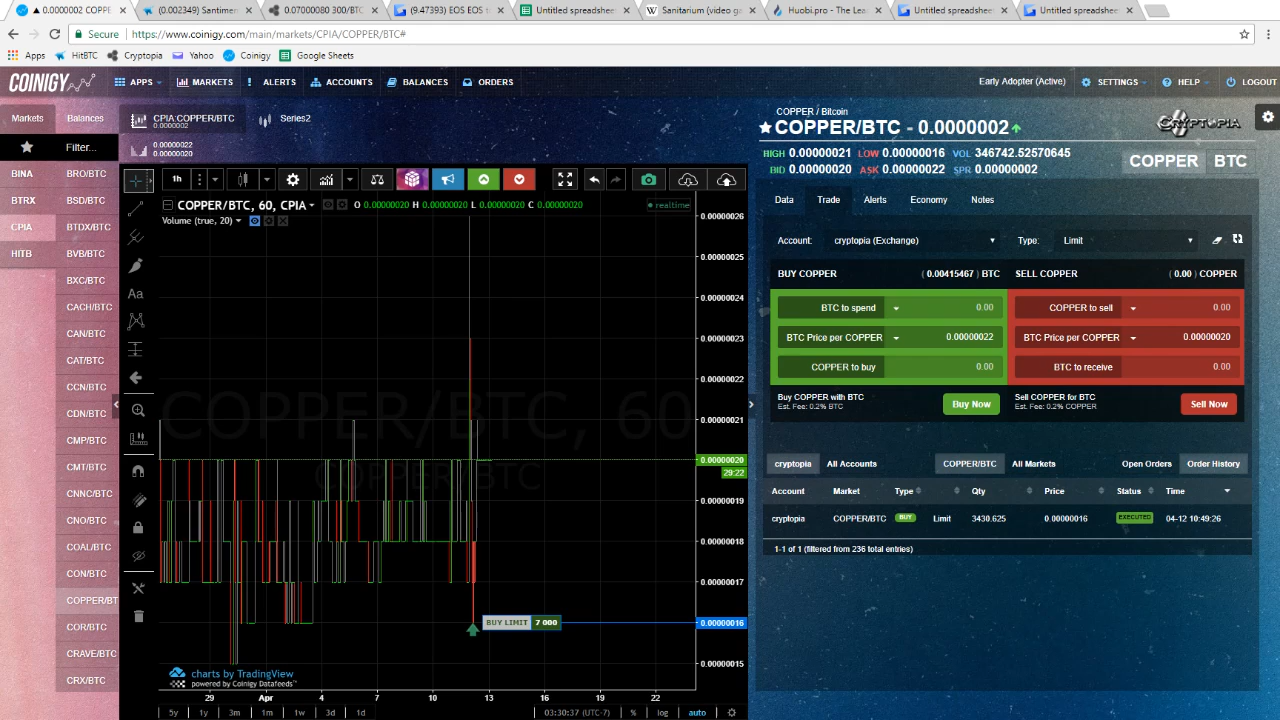 ▲ 0.0000002 COPPER
(0.002349) Santiment
0.07000080 300/BTC
(9.47393) EOS EOS t
Untitled spreadsheet
Untitled spreadsheet
Sanitarium (video ga
Huobi.pro - The Lea
Untitled spreadsheet
Untitled spreadsheet
Secure https://www.coinigy.com/main/markets/CPIA/COPPER/BTC#
Apps HitBTC Cryptopia Yahoo Coinigy Google Sheets
COINIGY APPS MARKETS ALERTS ACCOUNTS BALANCES ORDERS Early Adopter (Active) SETTINGS HELP LOGOUT
Markets Balances
Filter...
BINA BRO/BTC
BTRX BSD/BTC
CPIA BTDX/BTC
HITB BVB/BTC
BXC/BTC
CACH/BTC
CAN/BTC
CAT/BTC
CCN/BTC
CDN/BTC
CMP/BTC
CMT/BTC
CNNC/BTC
CNO/BTC
COAL/BTC
CON/BTC
COPPER/BT
COR/BTC
CRAVE/BTC
CRX/BTC
CPIA:COPPER/BTC
0.0000002
Series2
0.00000022
0.00000020
1h
Aa
COPPER/BTC, 60, CPIA O 0.00000020 H 0.00000020 L 0.00000020 C 0.00000020 realtime
Volume (true, 20)
COPPER/BTC, 60
COPPER/BTC
0.00000026
0.00000025
0.00000024
0.00000023
0.00000022
0.00000021
0.00000020
29:22
0.00000019
0.00000018
0.00000017
BUY LIMIT 7 000
0.00000016
0.00000015
charts by TradingView
powered by Coinigy Datafeeds™
29 Apr 4 7 10 13 16 19 22
5y 1y 3m 1m 1w 3d 1d 03:30:37 (UTC-7) % log auto
COPPER / Bitcoin
COPPER/BTC - 0.0000002
CRYPTOPIA
HIGH 0.00000021 LOW 0.00000016 VOL 346742.52570645
BID 0.00000020 ASK 0.00000022 SPR 0.00000002
COPPER BTC
Data Trade Alerts Economy Notes
Account: cryptopia (Exchange) Type: Limit
BUY COPPER ( 0.00415467 ) BTC SELL COPPER ( 0.00 ) COPPER
BTC to spend 0.00 COPPER to sell 0.00
BTC Price per COPPER 0.00000022 BTC Price per COPPER 0.00000020
COPPER to buy 0.00 BTC to receive 0.00
Buy COPPER with BTC
Est. Fee: 0.2% BTC
Buy Now
Sell COPPER for BTC
Est. Fee: 0.2% COPPER
Sell Now
cryptopia All Accounts COPPER/BTC All Markets Open Orders Order History
Account Market Type Qty Price Status Time
cryptopia COPPER/BTC BUY Limit 3430.625 0.00000016 EXECUTED 04-12 10:49:26
1-1 of 1 (filtered from 236 total entries)